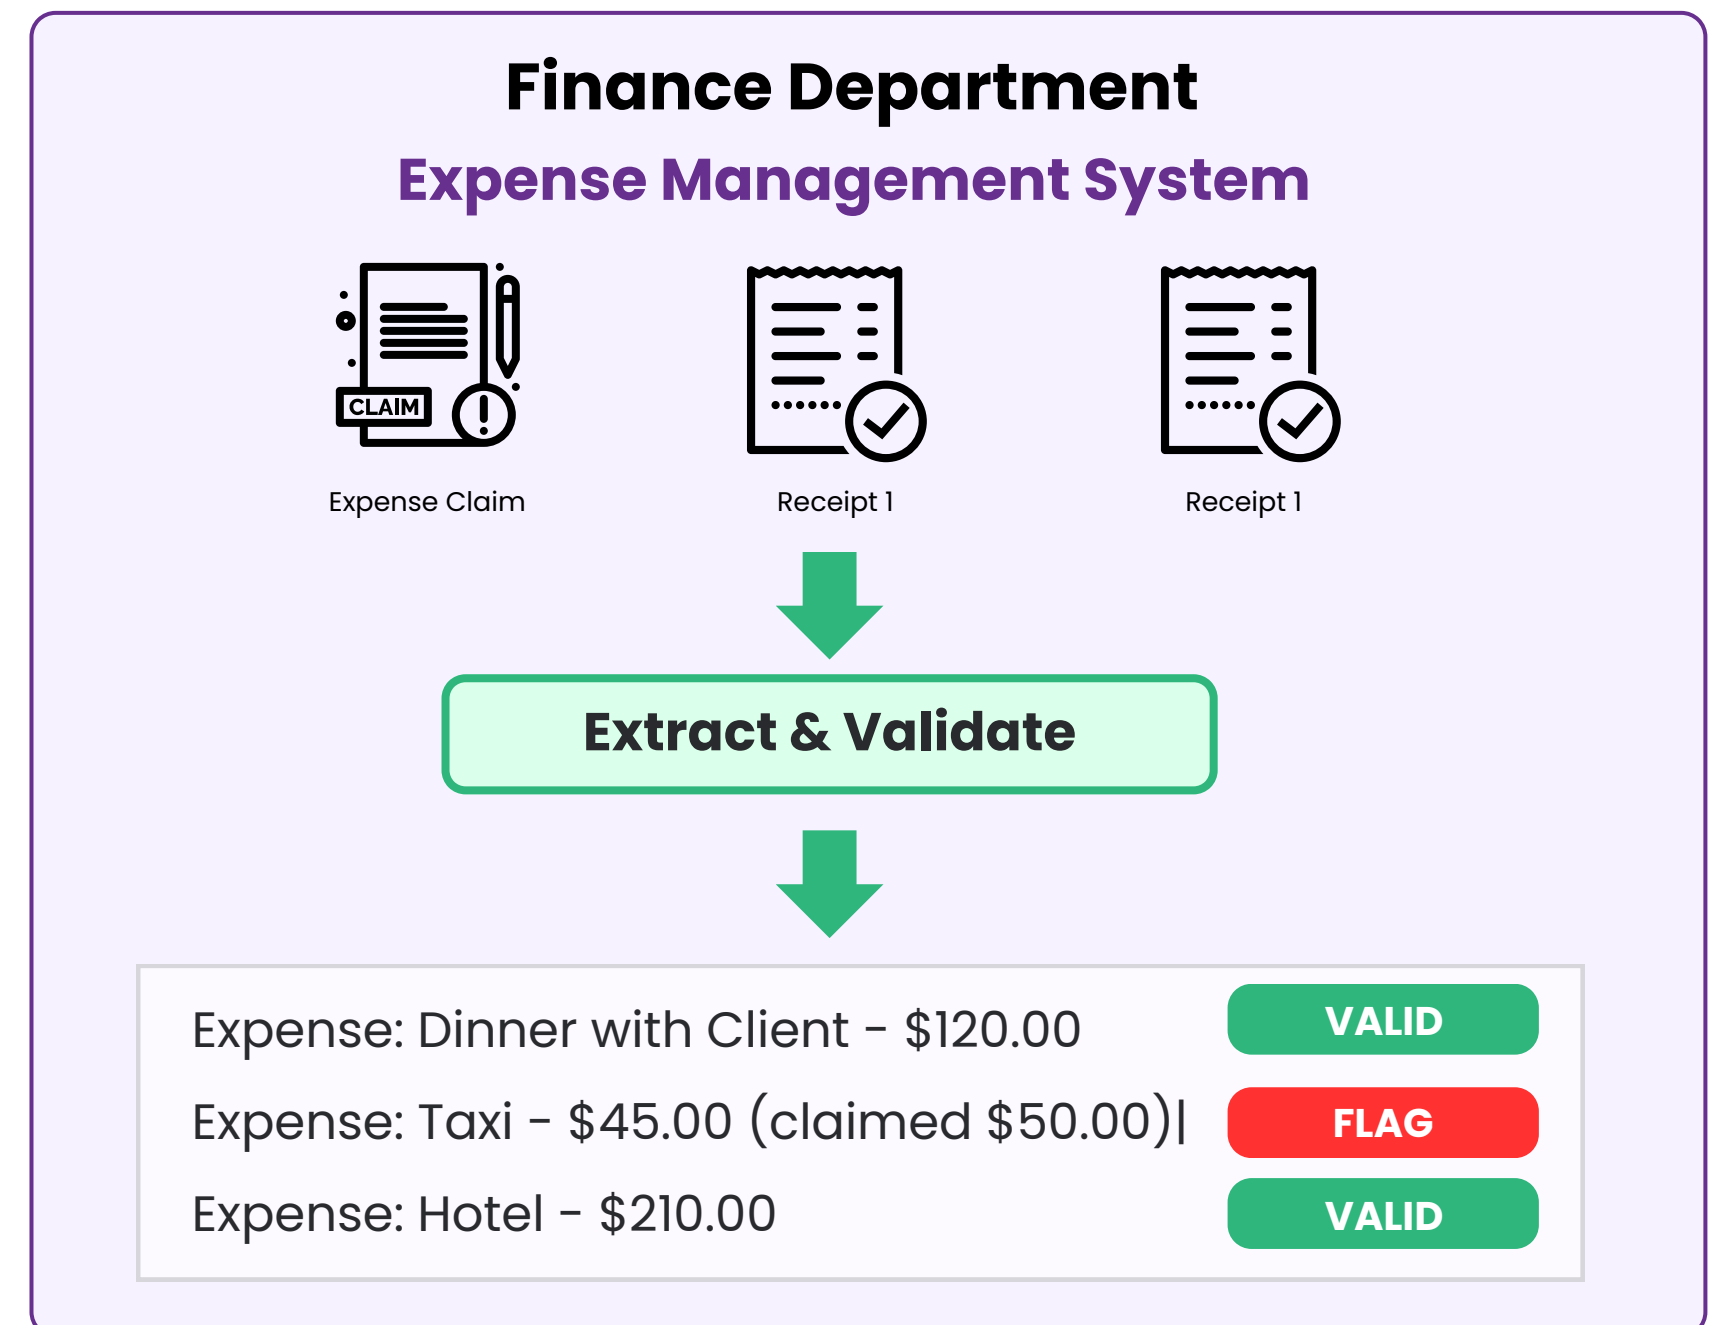 Finance Department
Expense Management System
CLAIM
Expense Claim
Receipt 1
Receipt 1
Extract & Validate
Expense: Dinner with Client - $120.00
VALID
Expense: Taxi - $45.00 (claimed $50.00)|
FLAG
Expense: Hotel - $210.00
VALID